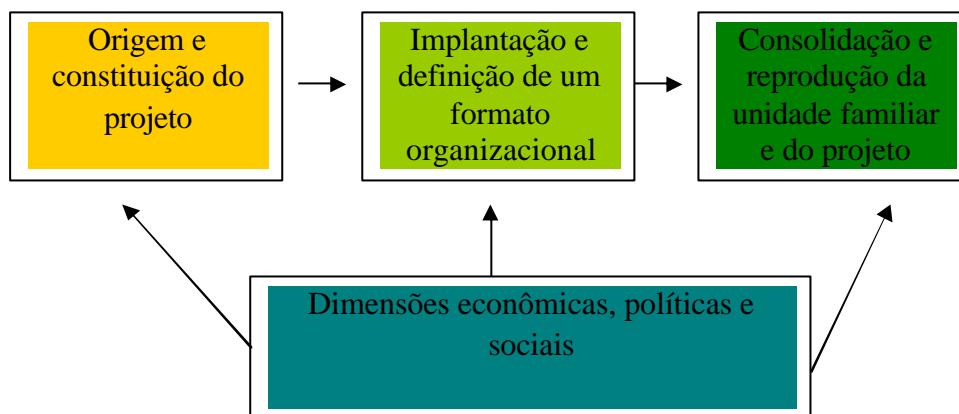 Origem e
constituição do
projeto
Implantação e
definição de um
formato
organizacional
Consolidação e
reprodução da
unidade familiar
e do projeto
Dimensões econômicas, políticas e
sociais